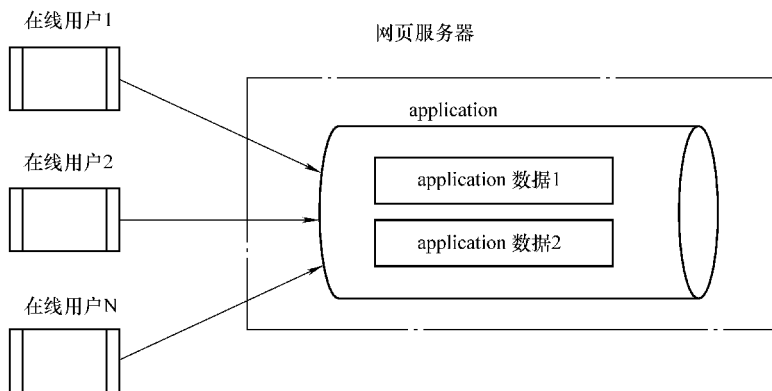 在线用户1
网页服务器
application
application 数据1
在线用户2
application 数据2
在线用户N